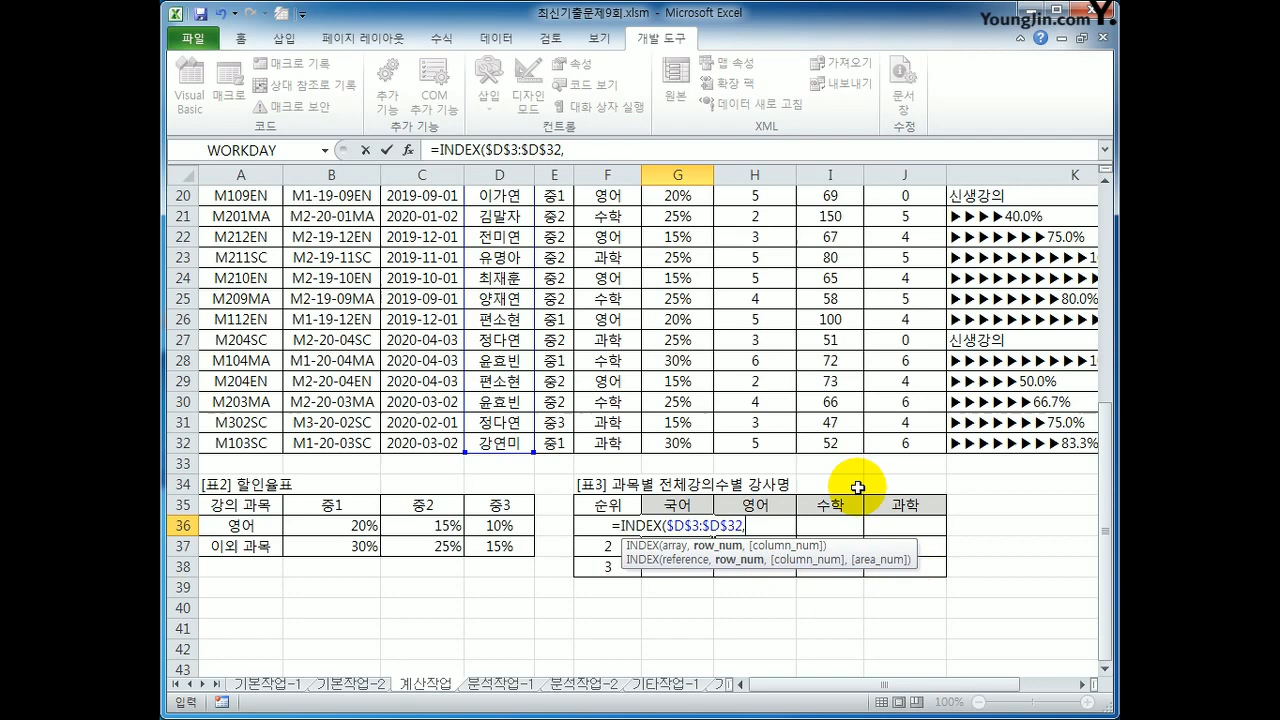 최신기출문제9회.xlsm - Microsoft Excel
YoungJin.com Y.
파일 홈 삽입 페이지 레이아웃 수식 데이터 검토 보기 개발 도구
Visual Basic 매크로 매크로 기록 상대 참조로 기록 매크로 보안 코드
추가 기능 COM 추가 기능 추가 기능
삽입 디자인 모드 속성 코드 보기 대화 상자 실행 컨트롤
원본 맵 속성 확장 팩 데이터 새로 고침 가져오기 내보내기 XML
문서 창 수정
WORKDAY =INDEX($D$3:$D$32,
A B C D E F G H I J K
20 M109EN M1-19-09EN 2019-09-01 이가연 중1 영어 20% 5 69 0 신생강의
21 M201MA M2-20-01MA 2020-01-02 김말자 중2 수학 25% 2 150 5 ▶▶▶▶40.0%
22 M212EN M2-19-12EN 2019-12-01 전미연 중2 영어 15% 3 67 4 ▶▶▶▶▶▶▶75.0%
23 M211SC M2-19-11SC 2019-11-01 유명아 중2 과학 25% 5 80 5 ▶▶▶▶▶▶▶▶▶▶1
24 M210EN M2-19-10EN 2019-10-01 최재훈 중2 영어 15% 5 65 4 ▶▶▶▶▶▶▶▶
25 M209MA M2-19-09MA 2019-09-01 양재연 중2 수학 25% 4 58 5 ▶▶▶▶▶▶▶▶80.0%
26 M112EN M1-19-12EN 2019-12-01 편소현 중1 영어 20% 5 100 4 ▶▶▶▶▶▶▶▶
27 M204SC M2-20-04SC 2020-04-03 정다연 중2 과학 25% 3 51 0 신생강의
28 M104MA M1-20-04MA 2020-04-03 윤효빈 중1 수학 30% 6 72 6 ▶▶▶▶▶▶▶▶▶▶1
29 M204EN M2-20-04EN 2020-04-03 편소현 중2 영어 15% 2 73 4 ▶▶▶▶▶50.0%
30 M203MA M2-20-03MA 2020-03-02 윤효빈 중2 수학 25% 4 66 6 ▶▶▶▶▶▶66.7%
31 M302SC M3-20-02SC 2020-02-01 정다연 중3 과학 15% 3 47 4 ▶▶▶▶▶▶▶75.0%
32 M103SC M1-20-03SC 2020-03-02 강연미 중1 과학 30% 5 52 6 ▶▶▶▶▶▶▶▶83.3%
33
34 [표2] 할인율표 [표3] 과목별 전체강의수별 강사명
35 강의 과목 중1 중2 중3 순위 국어 영어 수학 과학
36 영어 20% 15% 10% =INDEX($D$3:$D$32,
37 이외 과목 30% 25% 15% 2 INDEX(array, row_num, [column_num])
38 3 INDEX(reference, row_num, [column_num], [area_num])
39
40
41
42
43
기본작업-1 기본작업-2 계산작업 분석작업-1 분석작업-2 기타작업-1
입력 100%